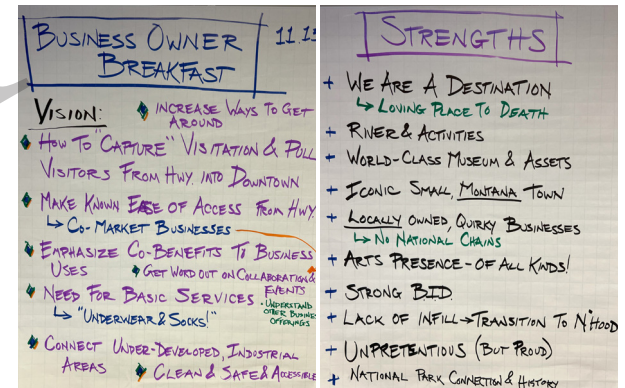 BUSINESS OWNER
BREAKFAST
VISION:
INCREASE WAYS TO GET
AROUND
HOW TO "CAPTURE" VISITATION & PULL
VISITORS FROM HWY. INTO DOWNTOWN
MAKE KNOWN EASE OF ACCESS FROM HWY.
CO-MARKET BUSINESSES
EMPHASIZE CO-BENEFITS TO BUSINESS
USES
GET WORD OUT ON COLLABORATION &
EVENTS
NEED FOR BASIC SERVICES
"UNDERWEAR & SOCKS!"
UNDERSTAND
OTHER BUSINE
OFFERINGS
CONNECT UNDER-DEVELOPED, INDUSTRIAL
AREAS
CLEAN & SAFE & ACCESSIBLE
STRENGTHS
+ WE ARE A DESTINATION
LOVING PLACE TO DEATH
+ RIVER & ACTIVITIES
+ WORLD-CLASS MUSEUM & ASSETS
+ ICONIC SMALL, MONTANA TOWN
+ LOCALLY OWNED, QUIRKY BUSINESSES
NO NATIONAL CHAINS
+ ARTS PRESENCE - OF ALL KINDS!
+ STRONG BID.
+ LACK OF INFILL → TRANSITION TO N'HOOD
+ UNPRETENTIOUS (BUT PROUD)
+ NATIONAL PARK CONNECTION & HISTORY